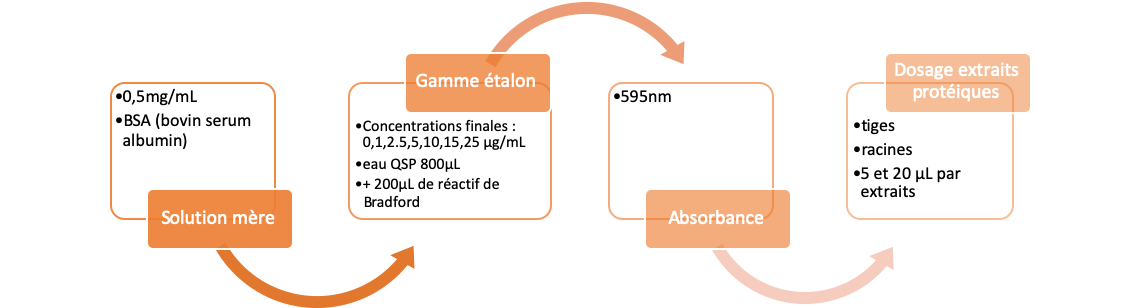 •0,5mg/mL
•BSA (bovin serum
albumin)
Solution mère
Gamme étalon
•Concentrations finales :
0,1,2.5,5,10,15,25 µg/mL
•eau QSP 800µL
•+ 200µL de réactif de
Bradford
•595nm
Absorbance
Dosage extraits
protéiques
•tiges
•racines
•5 et 20 µL par
extraits